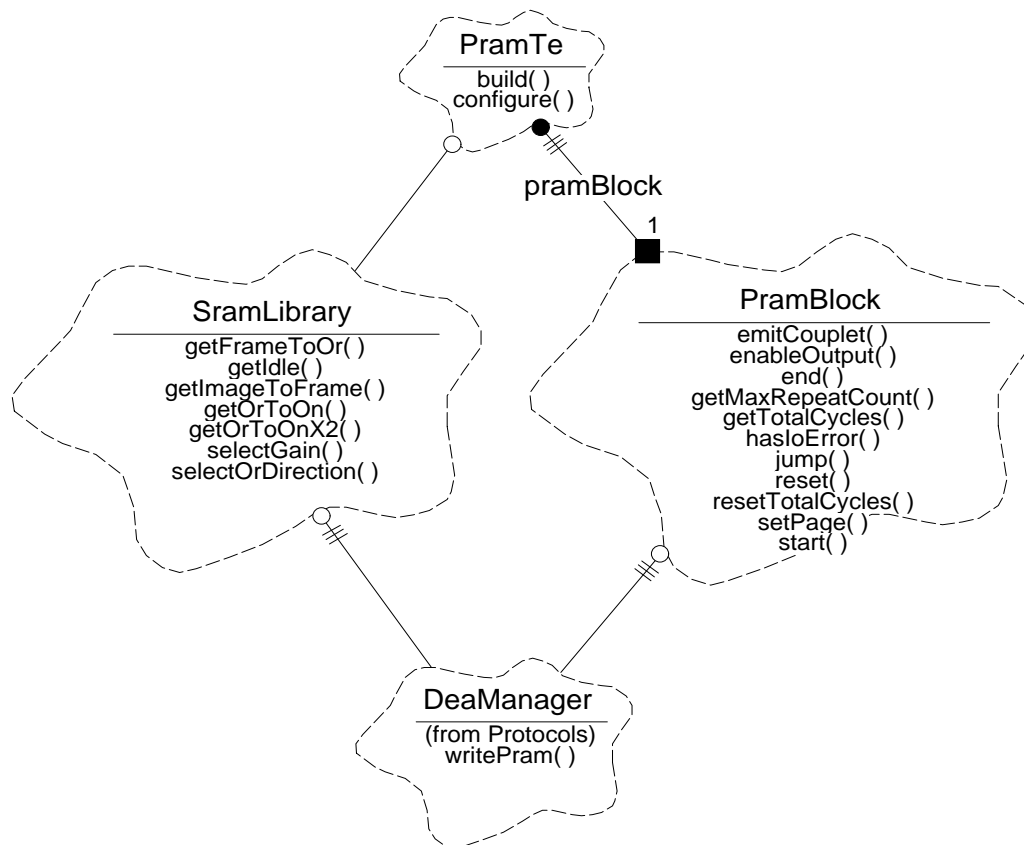 PramTe
build( )
configure( )
pramBlock
1
SramLibrary
getFrameToOr( )
getIdle( )
getImageToFrame( )
getOrToOn( )
getOrToOnX2( )
selectGain( )
selectOrDirection( )
PramBlock
emitCouplet( )
enableOutput( )
end( )
getMaxRepeatCount( )
getTotalCycles( )
hasIoError( )
jump( )
reset( )
resetTotalCycles( )
setPage( )
start( )
DeaManager
(from Protocols)
writePram( )